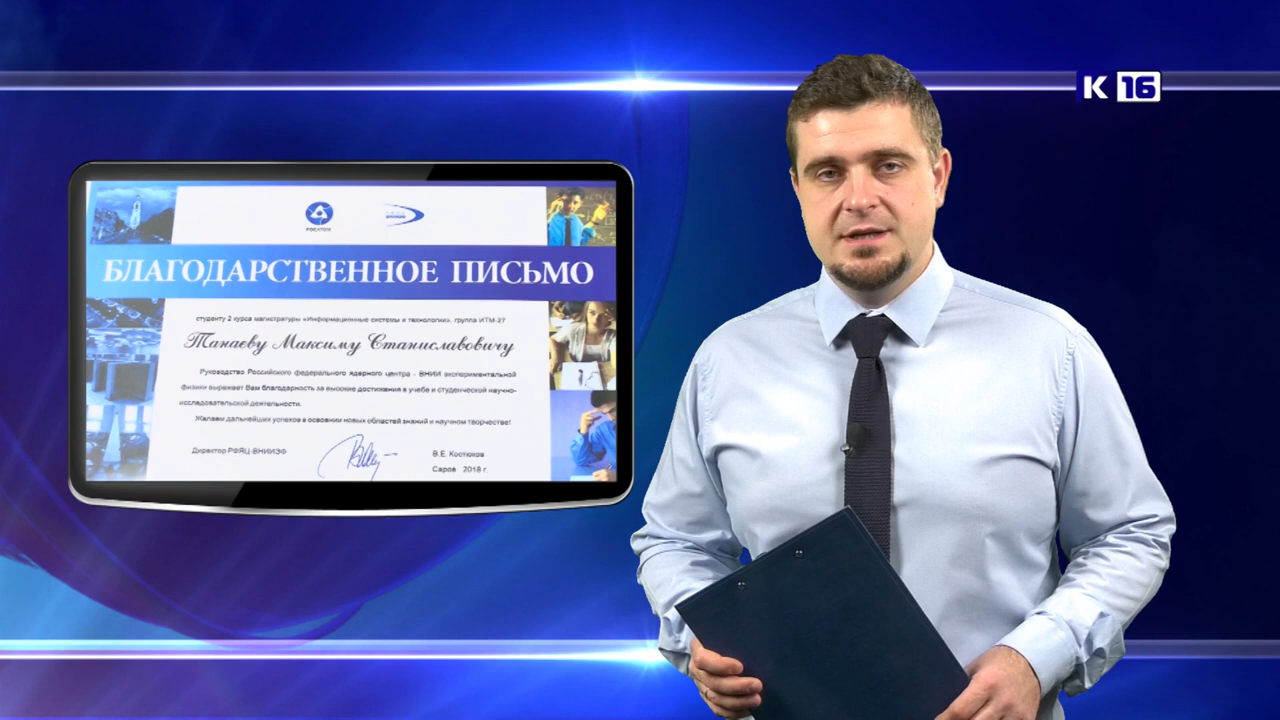 К 16
РОСАТОМ
БЛАГОДАРСТВЕННОЕ ПИСЬМО
студенту 2 курса магистратуры «Информационные системы и технологии», группа ИТМ-27
Танаеву Максиму Станиславовичу
Руководство Российского федерального ядерного центра - ВНИИ экспериментальной
физики выражает Вам благодарность за высокие достижения в учебе и студенческой научно-
исследовательской деятельности.
Желаем дальнейших успехов в освоении новых областей знаний и научном творчестве!
Директор РФЯЦ-ВНИИЭФ
В.Е. Костюков
Саров 2018 г.